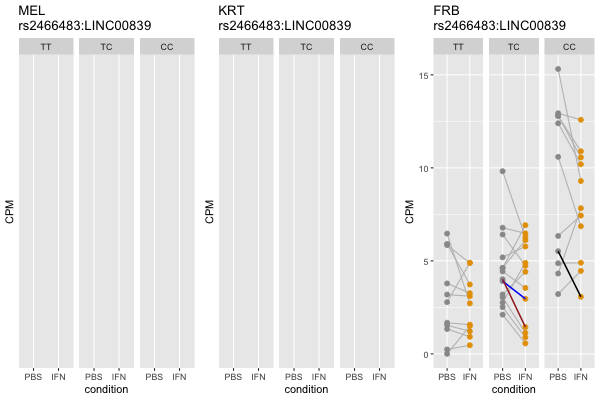 MEL
rs2466483:LINC00839
TT TC CC
CPM
PBS IFN PBS IFN PBS IFN
condition
KRT
rs2466483:LINC00839
TT TC CC
CPM
PBS IFN PBS IFN PBS IFN
condition
FRB
rs2466483:LINC00839
TT TC CC
15
10
5
0
CPM
PBS IFN PBS IFN PBS IFN
condition